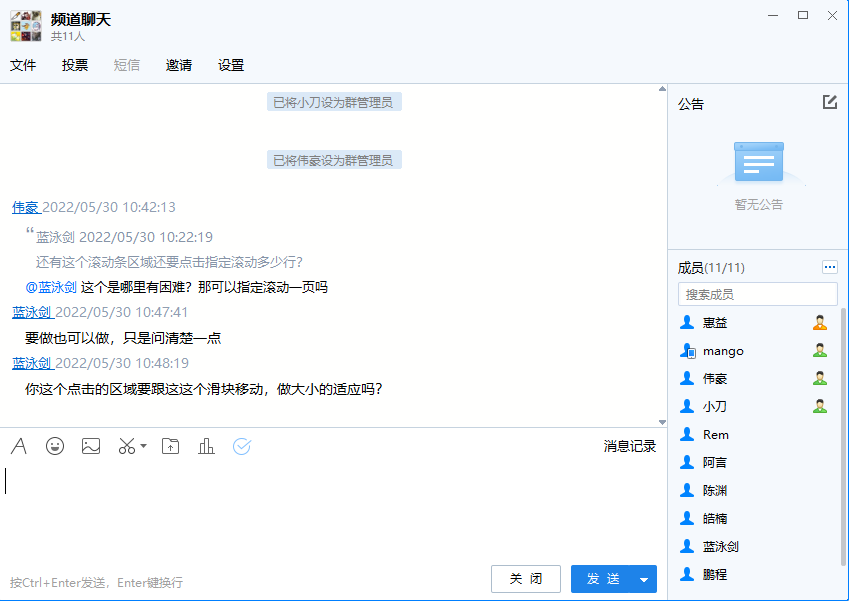 频道聊天
共11人
文件 投票 短信 邀请 设置
已将小刀设为群管理员
已将伟豪设为群管理员
伟豪 2022/05/30 10:42:13
“蓝泳剑 2022/05/30 10:22:19
还有这个滚动条区域还要点击指定滚动多少行?
@蓝泳剑 这个是哪里有困难？那可以指定滚动一页吗
蓝泳剑 2022/05/30 10:47:41
要做也可以做，只是问清楚一点
蓝泳剑 2022/05/30 10:48:19
你这个点击的区域要跟这这个滑块移动，做大小的适应吗?
消息记录
按Ctrl+Enter发送，Enter键换行
关 闭
发 送
公告
暂无公告
成员(11/11)
搜索成员
惠益
mango
伟豪
小刀
Rem
阿言
陈渊
皓楠
蓝泳剑
鹏程